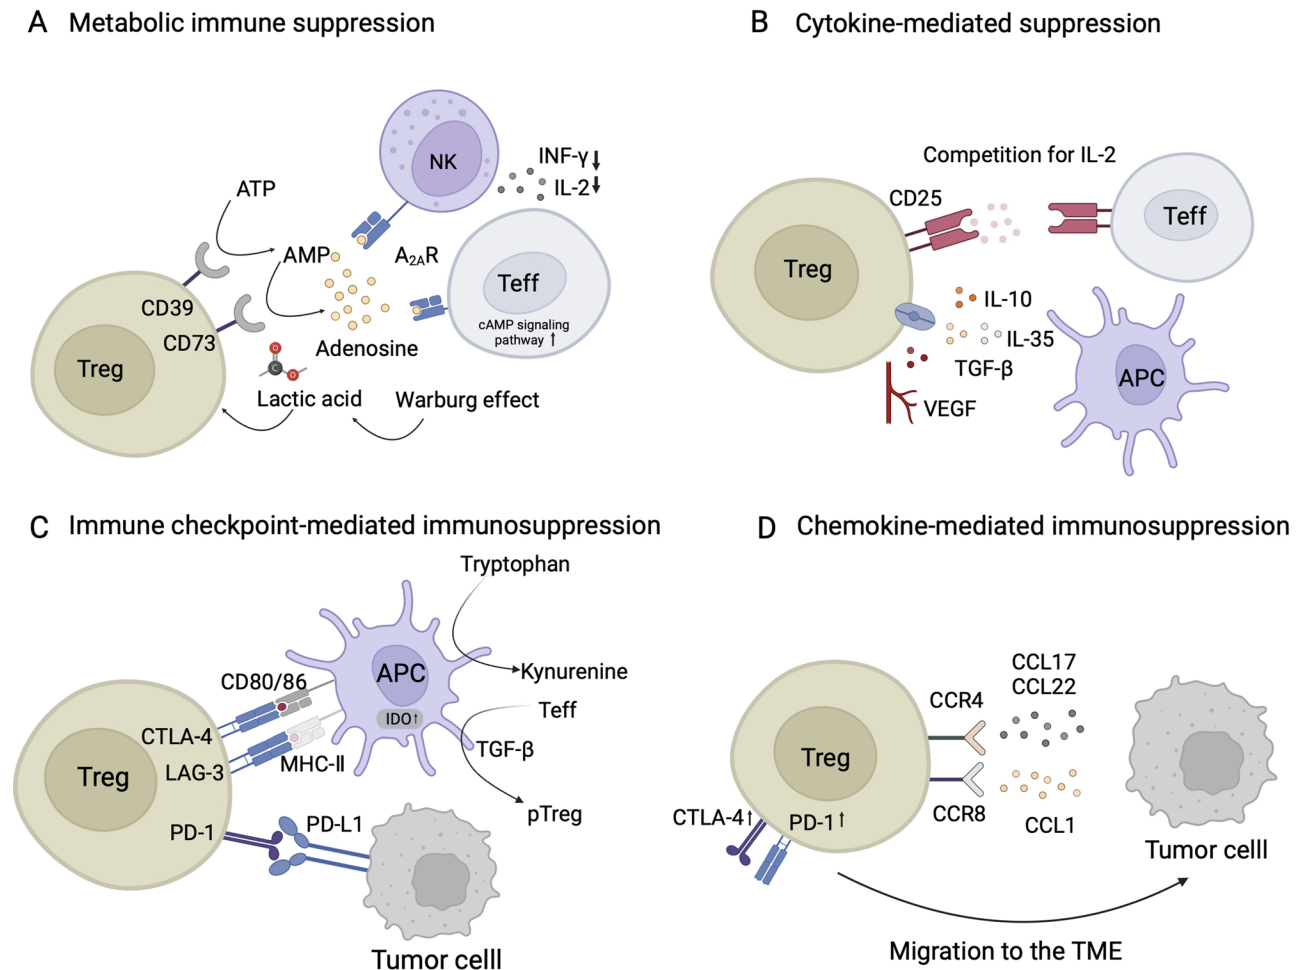 A Metabolic immune suppression
NK
INF-γ↓
IL-2↓
ATP
AMP
A2AR
CD39
CD73
Treg
Teff
cAMP signaling
pathway ↑
Adenosine
C
O
O
Lactic acid
Warburg effect
B Cytokine-mediated suppression
Competition for IL-2
CD25
Treg
Teff
IL-10
IL-35
TGF-β
VEGF
APC
C Immune checkpoint-mediated immunosuppression
Tryptophan
APC
Kynurenine
IDO↑
Teff
TGF-β
pTreg
CD80/86
CTLA-4
LAG-3
MHC-II
Treg
PD-1
PD-L1
Tumor celll
D Chemokine-mediated immunosuppression
CCL17
CCL22
CCR4
Treg
CCR8
CCL1
CTLA-4↑
PD-1↑
Tumor celll
Migration to the TME